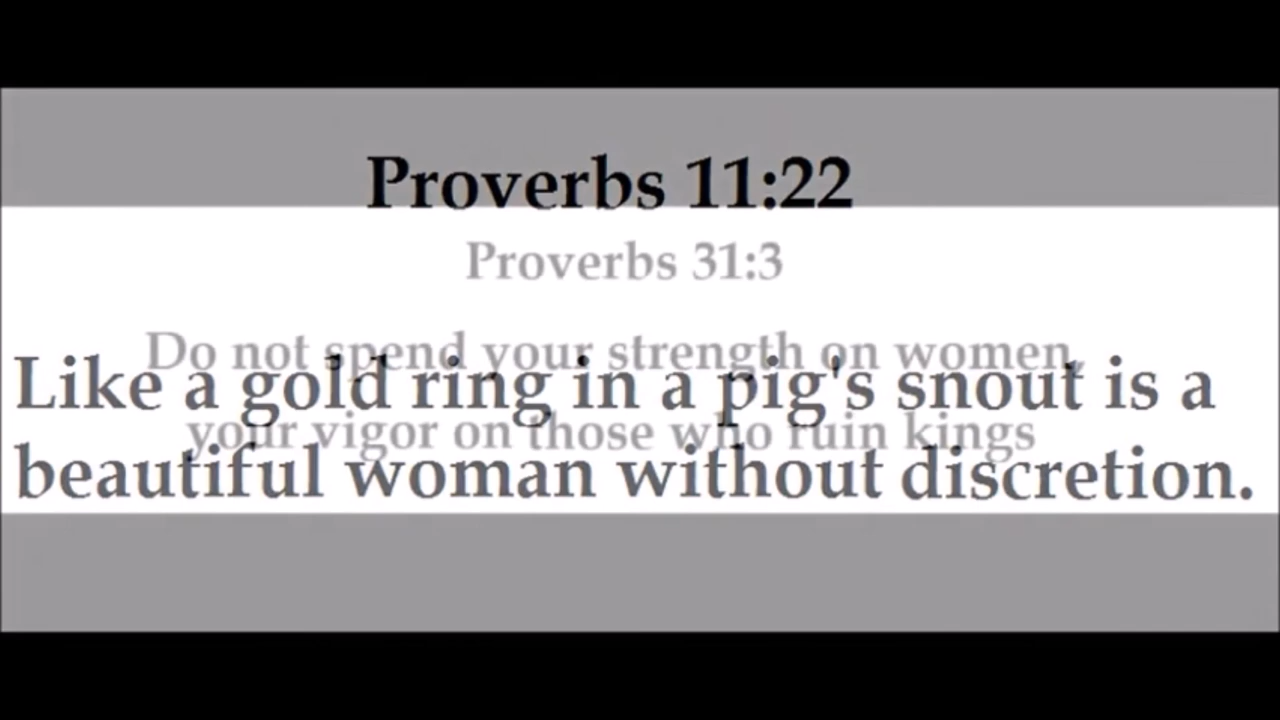 Proverbs 11:22
Proverbs 31:3
Do not spend your strength on women,
Like a gold ring in a pig's snout is a
your vigor on those who ruin kings
beautiful woman without discretion.